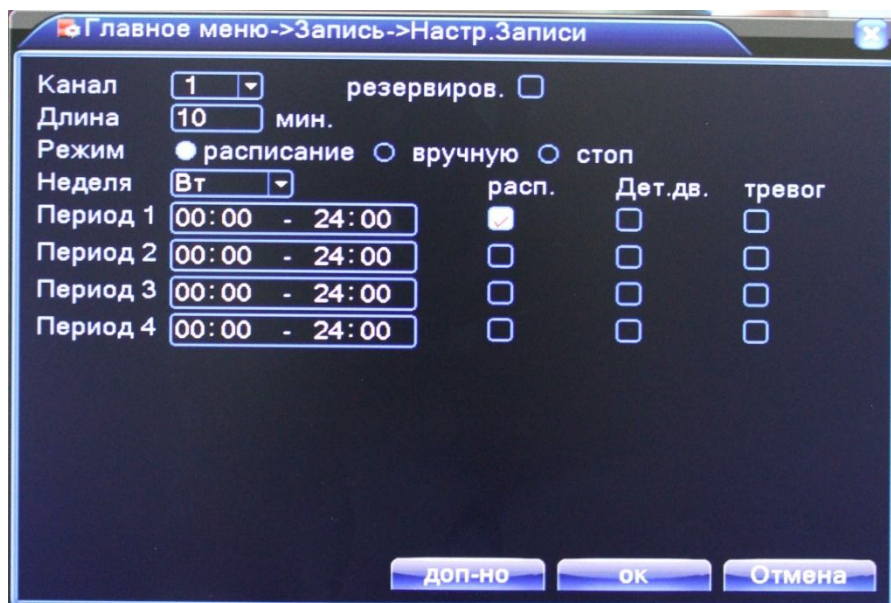 Главное меню->Запись->Настр.Записи
Канал 1 резервиров.
Длина 10 мин.
Режим расписание вручную стоп
Неделя Вт расп. Дет.дв. тревог
Период 1 00:00 - 24:00
Период 2 00:00 - 24:00
Период 3 00:00 - 24:00
Период 4 00:00 - 24:00
доп-но ок Отмена